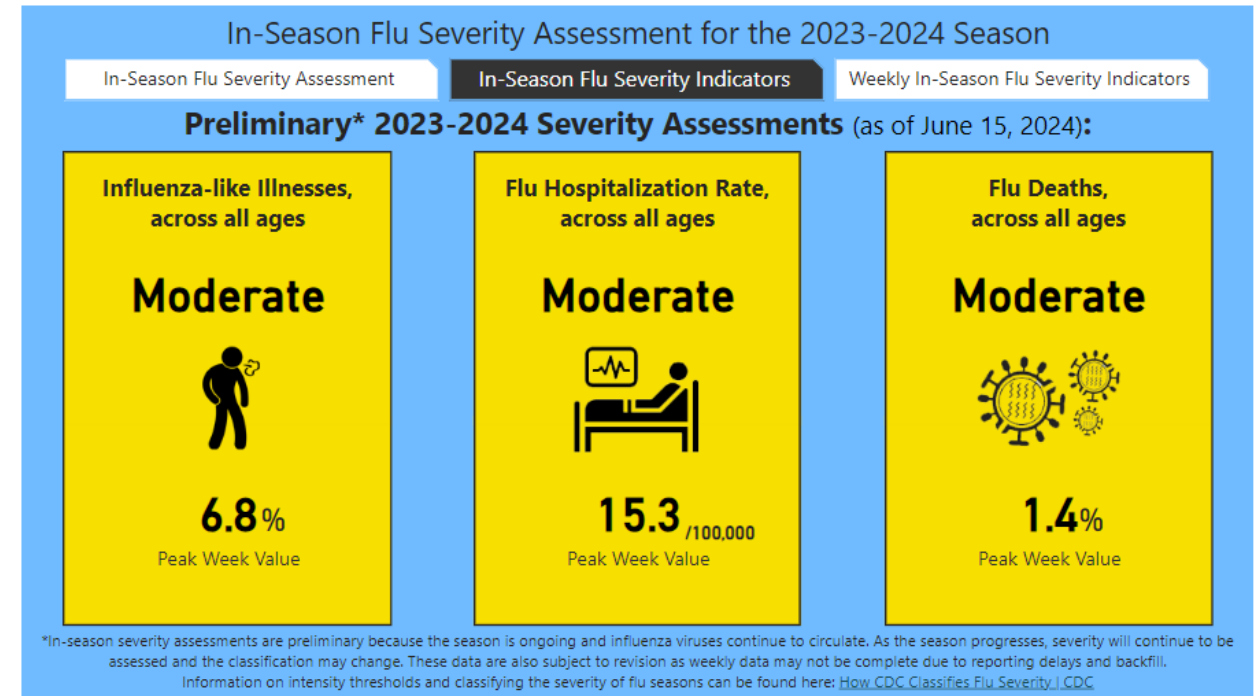 In-Season Flu Severity Assessment for the 2023-2024 Season
In-Season Flu Severity Assessment
In-Season Flu Severity Indicators
Weekly In-Season Flu Severity Indicators
Preliminary* 2023-2024 Severity Assessments (as of June 15, 2024):
Influenza-like Illnesses,
across all ages
Moderate
6.8%
Peak Week Value
Flu Hospitalization Rate,
across all ages
Moderate
15.3 /100,000
Peak Week Value
Flu Deaths,
across all ages
Moderate
1.4%
Peak Week Value
*In-season severity assessments are preliminary because the season is ongoing and influenza viruses continue to circulate. As the season progresses, severity will continue to be
assessed and the classification may change. These data are also subject to revision as weekly data may not be complete due to reporting delays and backfill.
Information on intensity thresholds and classifying the severity of flu seasons can be found here: How CDC Classifies Flu Severity | CDC